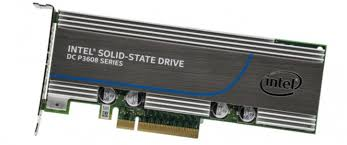 INTEL® SOLID-STATE DRIVE
DC P3608 SERIES
intel